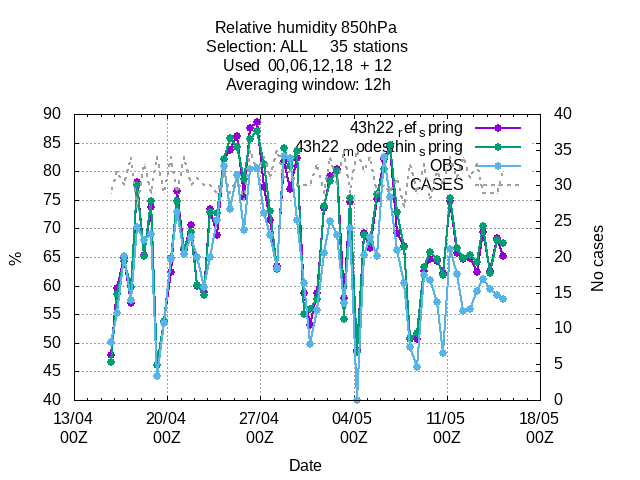 Relative humidity 850hPa
Selection: ALL 35 stations
Used 00,06,12,18 + 12
Averaging window: 12h
90 40
85 35
80 30
75 25
70 20
65 15
60 10
55 5
50 0
45
40
%
No cases
43h22_ref_spring
43h22_modesthin_spring
OBS
CASES
13/04 20/04 27/04 04/05 11/05 18/05
00Z 00Z 00Z 00Z 00Z 00Z
Date